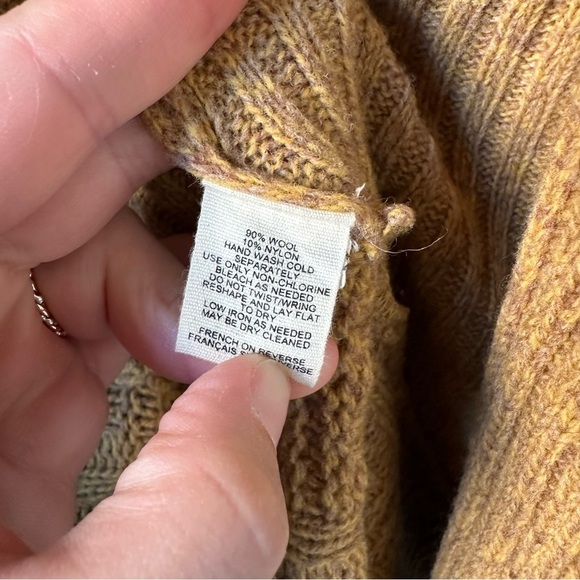 90% WOOL
10% NYLON
HAND WASH COLD
SEPARATELY
USE ONLY NON-CHLORINE
BLEACH AS NEEDED
DO NOT TWIST/WRING
RESHAPE AND LAY FLAT
TO DRY
LOW IRON AS NEEDED
MAY BE DRY CLEANED
FRENCH ON REVERSE
FRANÇAIS